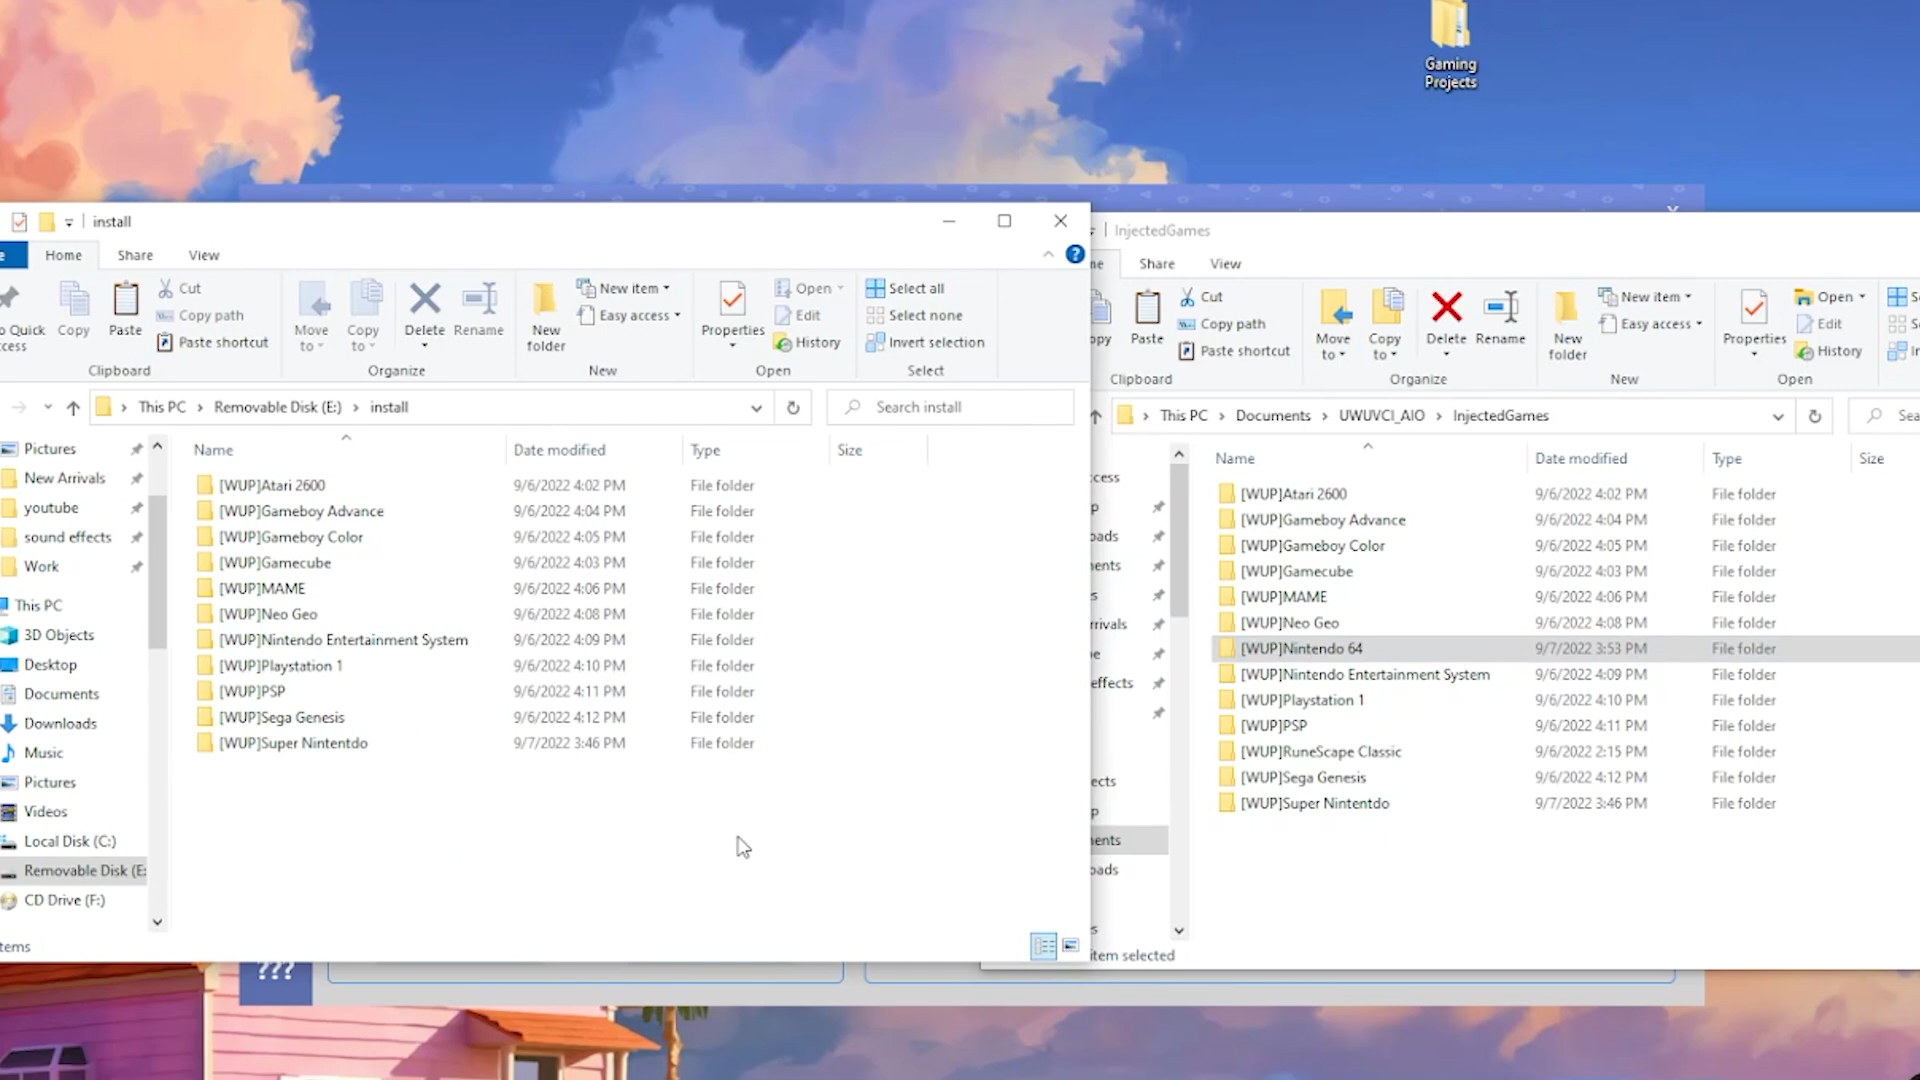 Gaming
Projects
install
Home
Share
View
Copy
Paste
Cut
Copy path
Paste shortcut
Clipboard
Move
to
Copy
to
Delete
Rename
Organize
New
folder
New item
Easy access
New
Properties
Open
Edit
History
Open
Select all
Select none
Invert selection
Select
This PC
Removable Disk (E:)
install
Search install
Pictures
New Arrivals
youtube
sound effects
Work
This PC
3D Objects
Desktop
Documents
Downloads
Music
Pictures
Videos
Local Disk (C:)
Removable Disk (E:
CD Drive (F:)
Name Date modified Type Size
[WUP]Atari 2600 9/6/2022 4:02 PM File folder
[WUP]Gameboy Advance 9/6/2022 4:04 PM File folder
[WUP]Gameboy Color 9/6/2022 4:05 PM File folder
[WUP]Gamecube 9/6/2022 4:03 PM File folder
[WUP]MAME 9/6/2022 4:06 PM File folder
[WUP]Neo Geo 9/6/2022 4:08 PM File folder
[WUP]Nintendo Entertainment System 9/6/2022 4:09 PM File folder
[WUP]Playstation 1 9/6/2022 4:10 PM File folder
[WUP]PSP 9/6/2022 4:11 PM File folder
[WUP]Sega Genesis 9/6/2022 4:12 PM File folder
[WUP]Super Nintentdo 9/7/2022 3:46 PM File folder
???
InjectedGames
Share
View
Paste
Cut
Copy path
Paste shortcut
Clipboard
Move
to
Copy
to
Delete
Rename
Organize
New
folder
New item
Easy access
New
Properties
Open
Edit
History
Open
This PC
Documents
UWUVCI_AIO
InjectedGames
Name Date modified Type Size
[WUP]Atari 2600 9/6/2022 4:02 PM File folder
[WUP]Gameboy Advance 9/6/2022 4:04 PM File folder
[WUP]Gameboy Color 9/6/2022 4:05 PM File folder
[WUP]Gamecube 9/6/2022 4:03 PM File folder
[WUP]MAME 9/6/2022 4:06 PM File folder
[WUP]Neo Geo 9/6/2022 4:08 PM File folder
[WUP]Nintendo 64 9/7/2022 3:53 PM File folder
[WUP]Nintendo Entertainment System 9/6/2022 4:09 PM File folder
[WUP]Playstation 1 9/6/2022 4:10 PM File folder
[WUP]PSP 9/6/2022 4:11 PM File folder
[WUP]RuneScape Classic 9/6/2022 2:15 PM File folder
[WUP]Sega Genesis 9/6/2022 4:12 PM File folder
[WUP]Super Nintentdo 9/7/2022 3:46 PM File folder
item selected